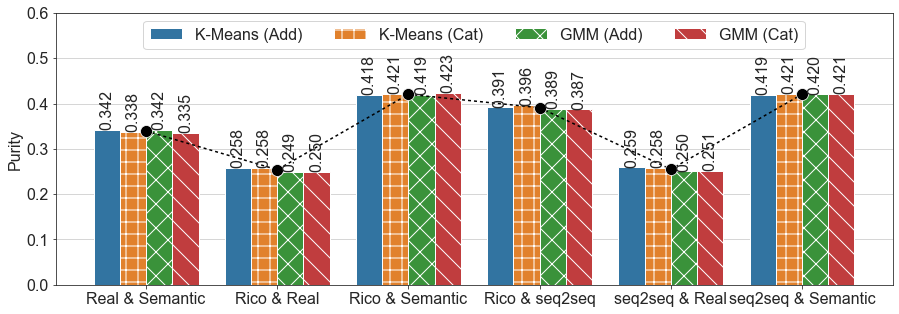 K-Means (Add) K-Means (Cat) GMM (Add) GMM (Cat)
Purity
0.6
0.5
0.4
0.3
0.2
0.1
0.0
0.342 0.338 0.342 0.335
0.258 0.258 0.249 0.250
0.418 0.421 0.419 0.423
0.391 0.396 0.389 0.387
0.259 0.258 0.250 0.251
0.419 0.421 0.420 0.421
Real & Semantic Rico & Real Rico & Semantic Rico & seq2seq seq2seq & Real seq2seq & Semantic